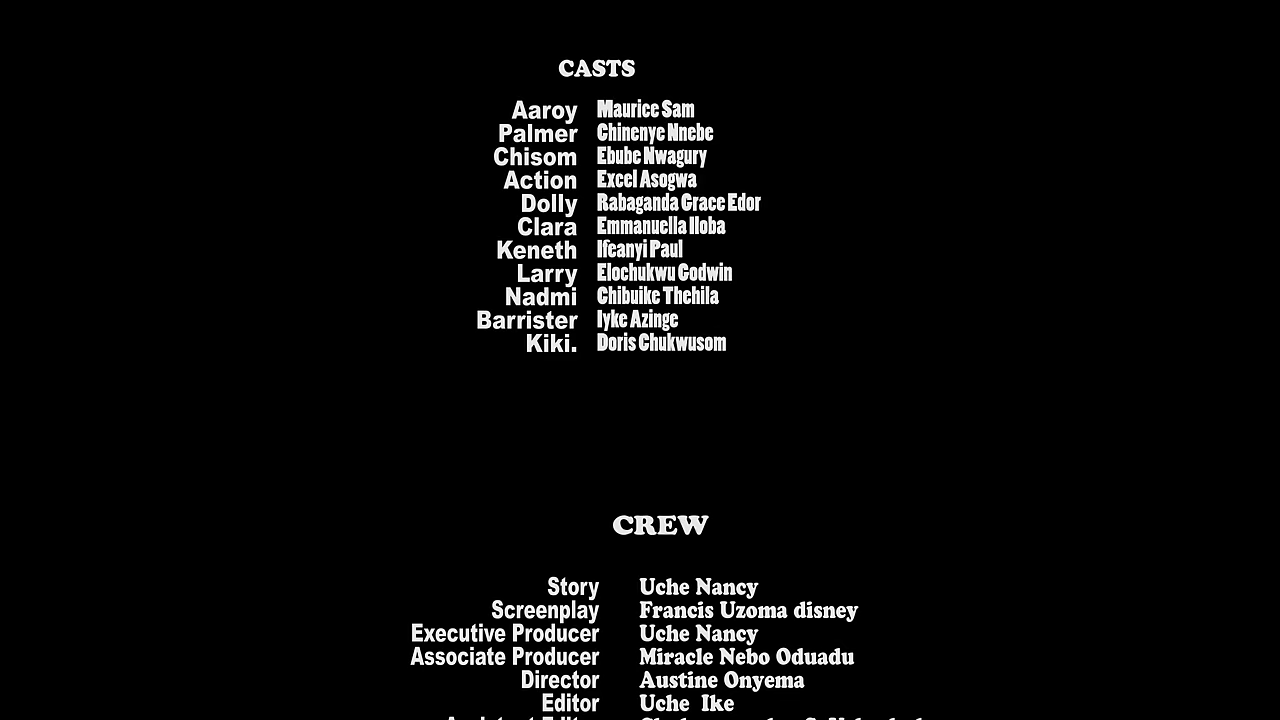 CASTS
Aaroy Maurice Sam
Palmer Chinenye Nnebe
Chisom Ebube Nwagury
Action Excel Asogwa
Dolly Rabaganda Grace Edor
Clara Emmanuella Iloba
Keneth Ifeanyi Paul
Larry Elochukwu Godwin
Nadmi Chibuike Thehila
Barrister Iyke Azinge
Kiki. Doris Chukwusom
CREW
Story Uche Nancy
Screenplay Francis Uzoma disney
Executive Producer Uche Nancy
Associate Producer Miracle Nebo Oduadu
Director Austine Onyema
Editor Uche Ike